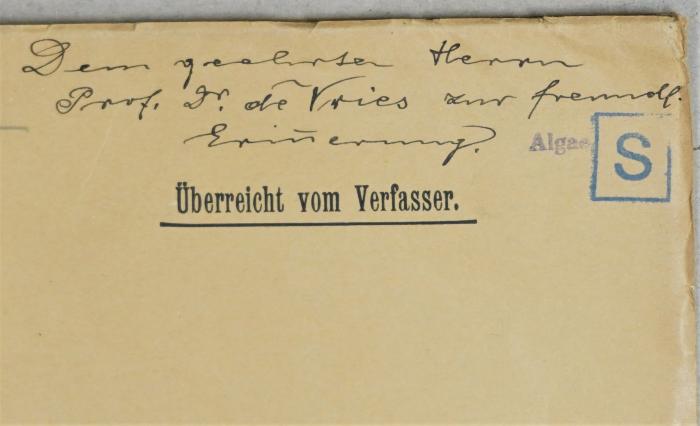 Dem geehrten Herrn
Prof. Dr. de Vries zur freundl.
Erinnerung.
Algae
S
Überreicht vom Verfasser.